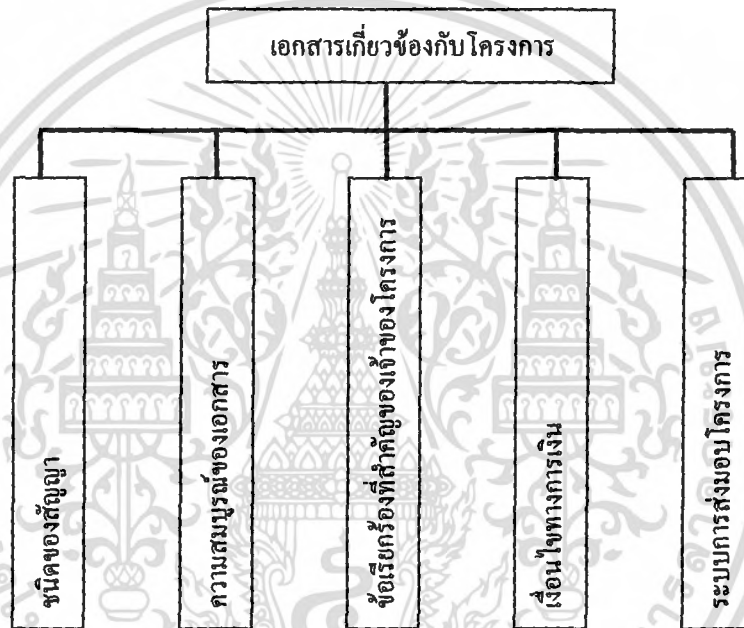 เอกสารเกี่ยวข้องกับโครงการ
ชนิดของสัญญา
ความสมบูรณ์ของเอกสาร
ข้อเรียกร้องที่สำคัญของเจ้าของโครงการ
เงื่อนไขทางการเงิน
ระบบการส่งมอบโครงการ